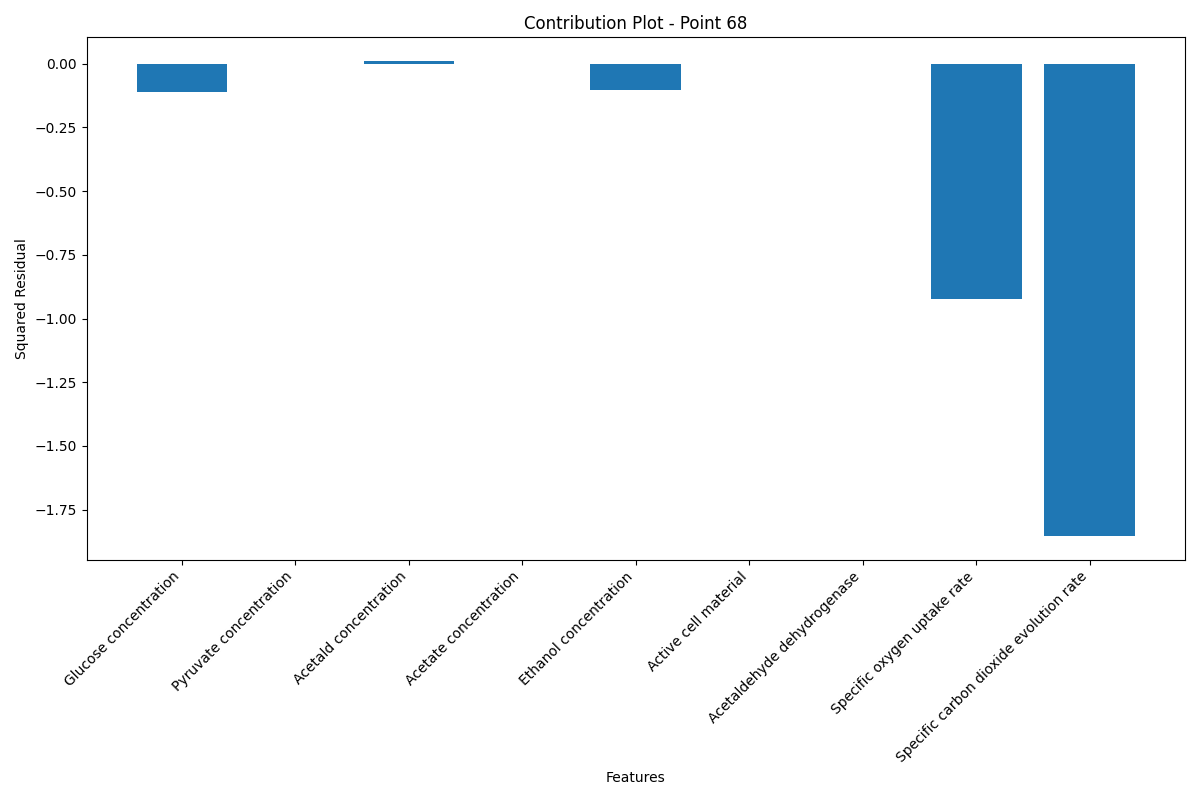 Contribution Plot - Point 68
Squared Residual
0.00
−0.25
−0.50
−0.75
−1.00
−1.25
−1.50
−1.75
Glucose concentration
Pyruvate concentration
Acetald concentration
Acetate concentration
Ethanol concentration
Active cell material
Acetaldehyde dehydrogenase
Specific oxygen uptake rate
Specific carbon dioxide evolution rate
Features